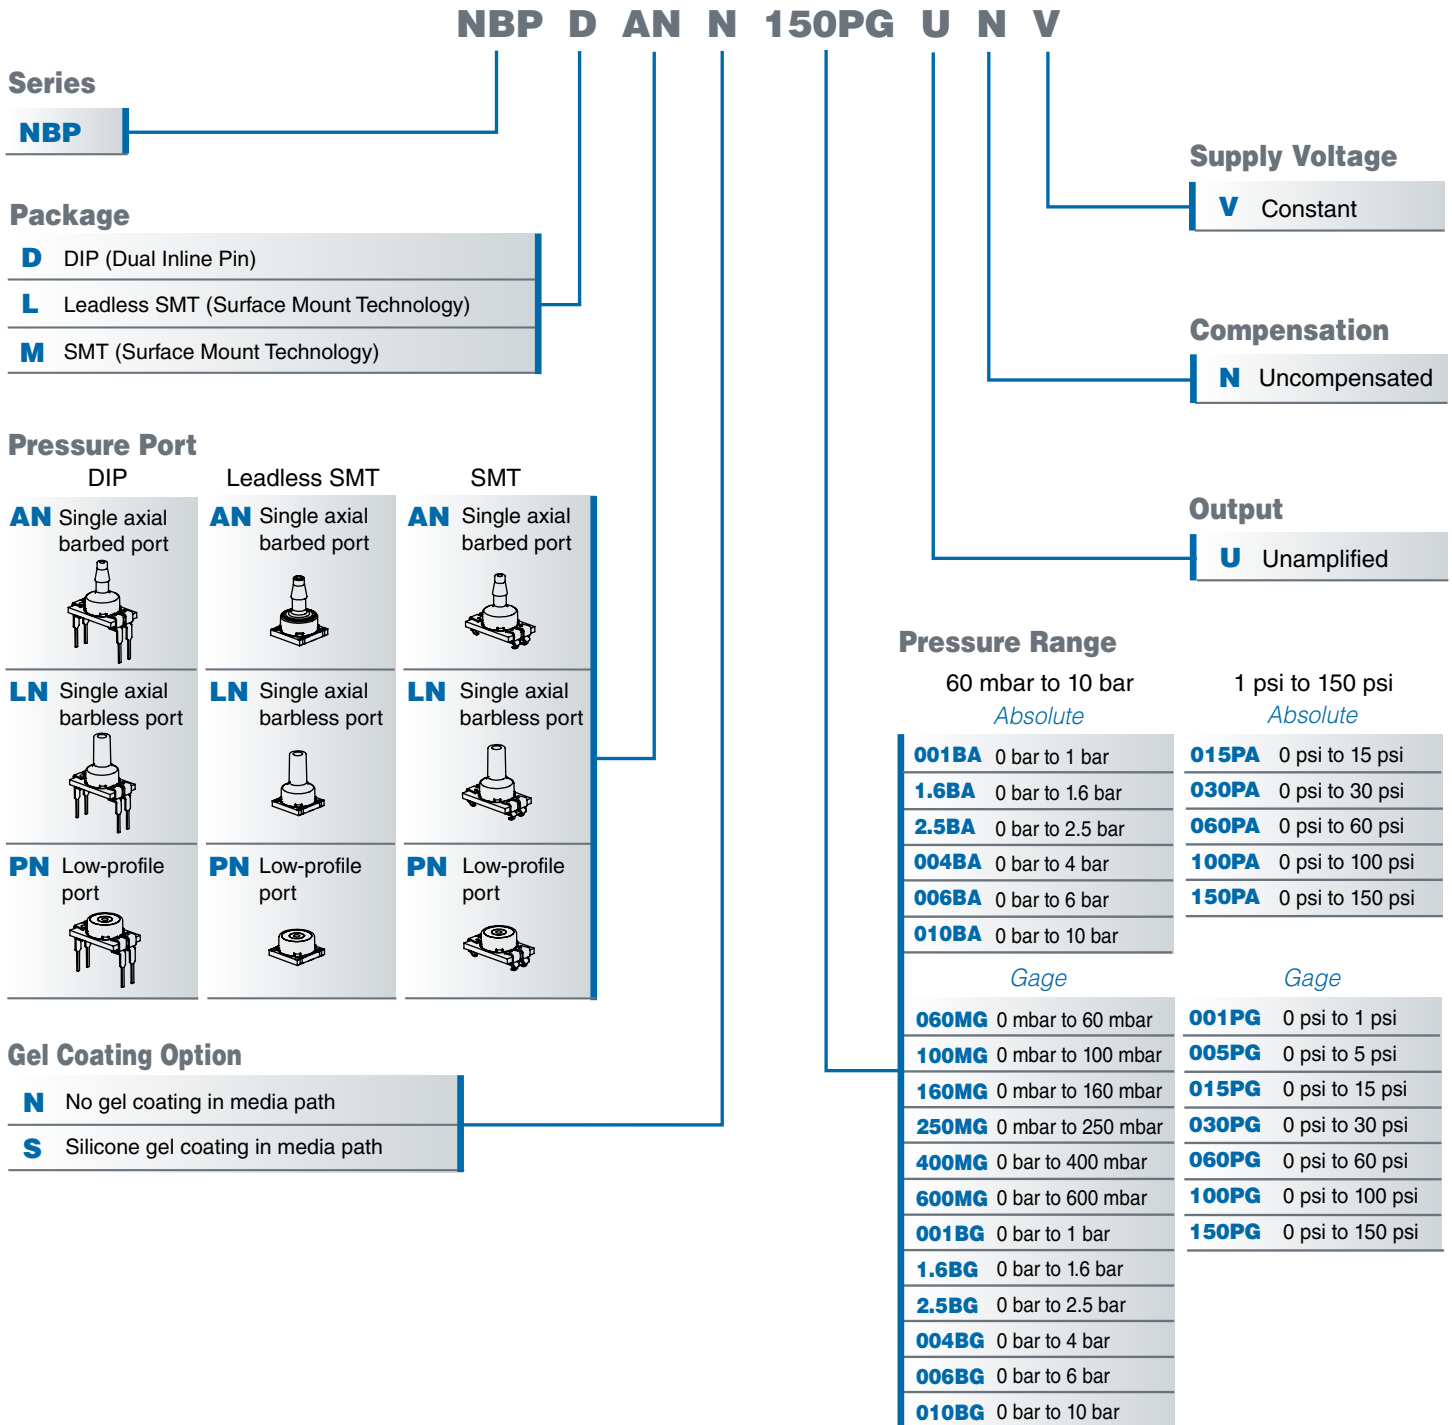 NBP D AN N 150PG U N V
Series
NBP
Package
D DIP (Dual Inline Pin)
L Leadless SMT (Surface Mount Technology)
M SMT (Surface Mount Technology)
Pressure Port
DIP Leadless SMT SMT
AN Single axial AN Single axial AN Single axial
barbed port barbed port barbed port
LN Single axial LN Single axial LN Single axial
barbless port barbless port barbless port
PN Low-profile PN Low-profile PN Low-profile
port port port
Gel Coating Option
N No gel coating in media path
S Silicone gel coating in media path
Supply Voltage
V Constant
Compensation
N Uncompensated
Output
U Unamplified
Pressure Range
60 mbar to 10 bar 1 psi to 150 psi
Absolute Absolute
001BA 0 bar to 1 bar 015PA 0 psi to 15 psi
1.6BA 0 bar to 1.6 bar 030PA 0 psi to 30 psi
2.5BA 0 bar to 2.5 bar 060PA 0 psi to 60 psi
004BA 0 bar to 4 bar 100PA 0 psi to 100 psi
006BA 0 bar to 6 bar 150PA 0 psi to 150 psi
010BA 0 bar to 10 bar
Gage Gage
060MG 0 mbar to 60 mbar 001PG 0 psi to 1 psi
100MG 0 mbar to 100 mbar 005PG 0 psi to 5 psi
160MG 0 mbar to 160 mbar 015PG 0 psi to 15 psi
250MG 0 mbar to 250 mbar 030PG 0 psi to 30 psi
400MG 0 bar to 400 mbar 060PG 0 psi to 60 psi
600MG 0 bar to 600 mbar 100PG 0 psi to 100 psi
001BG 0 bar to 1 bar 150PG 0 psi to 150 psi
1.6BG 0 bar to 1.6 bar
2.5BG 0 bar to 2.5 bar
004BG 0 bar to 4 bar
006BG 0 bar to 6 bar
010BG 0 bar to 10 bar